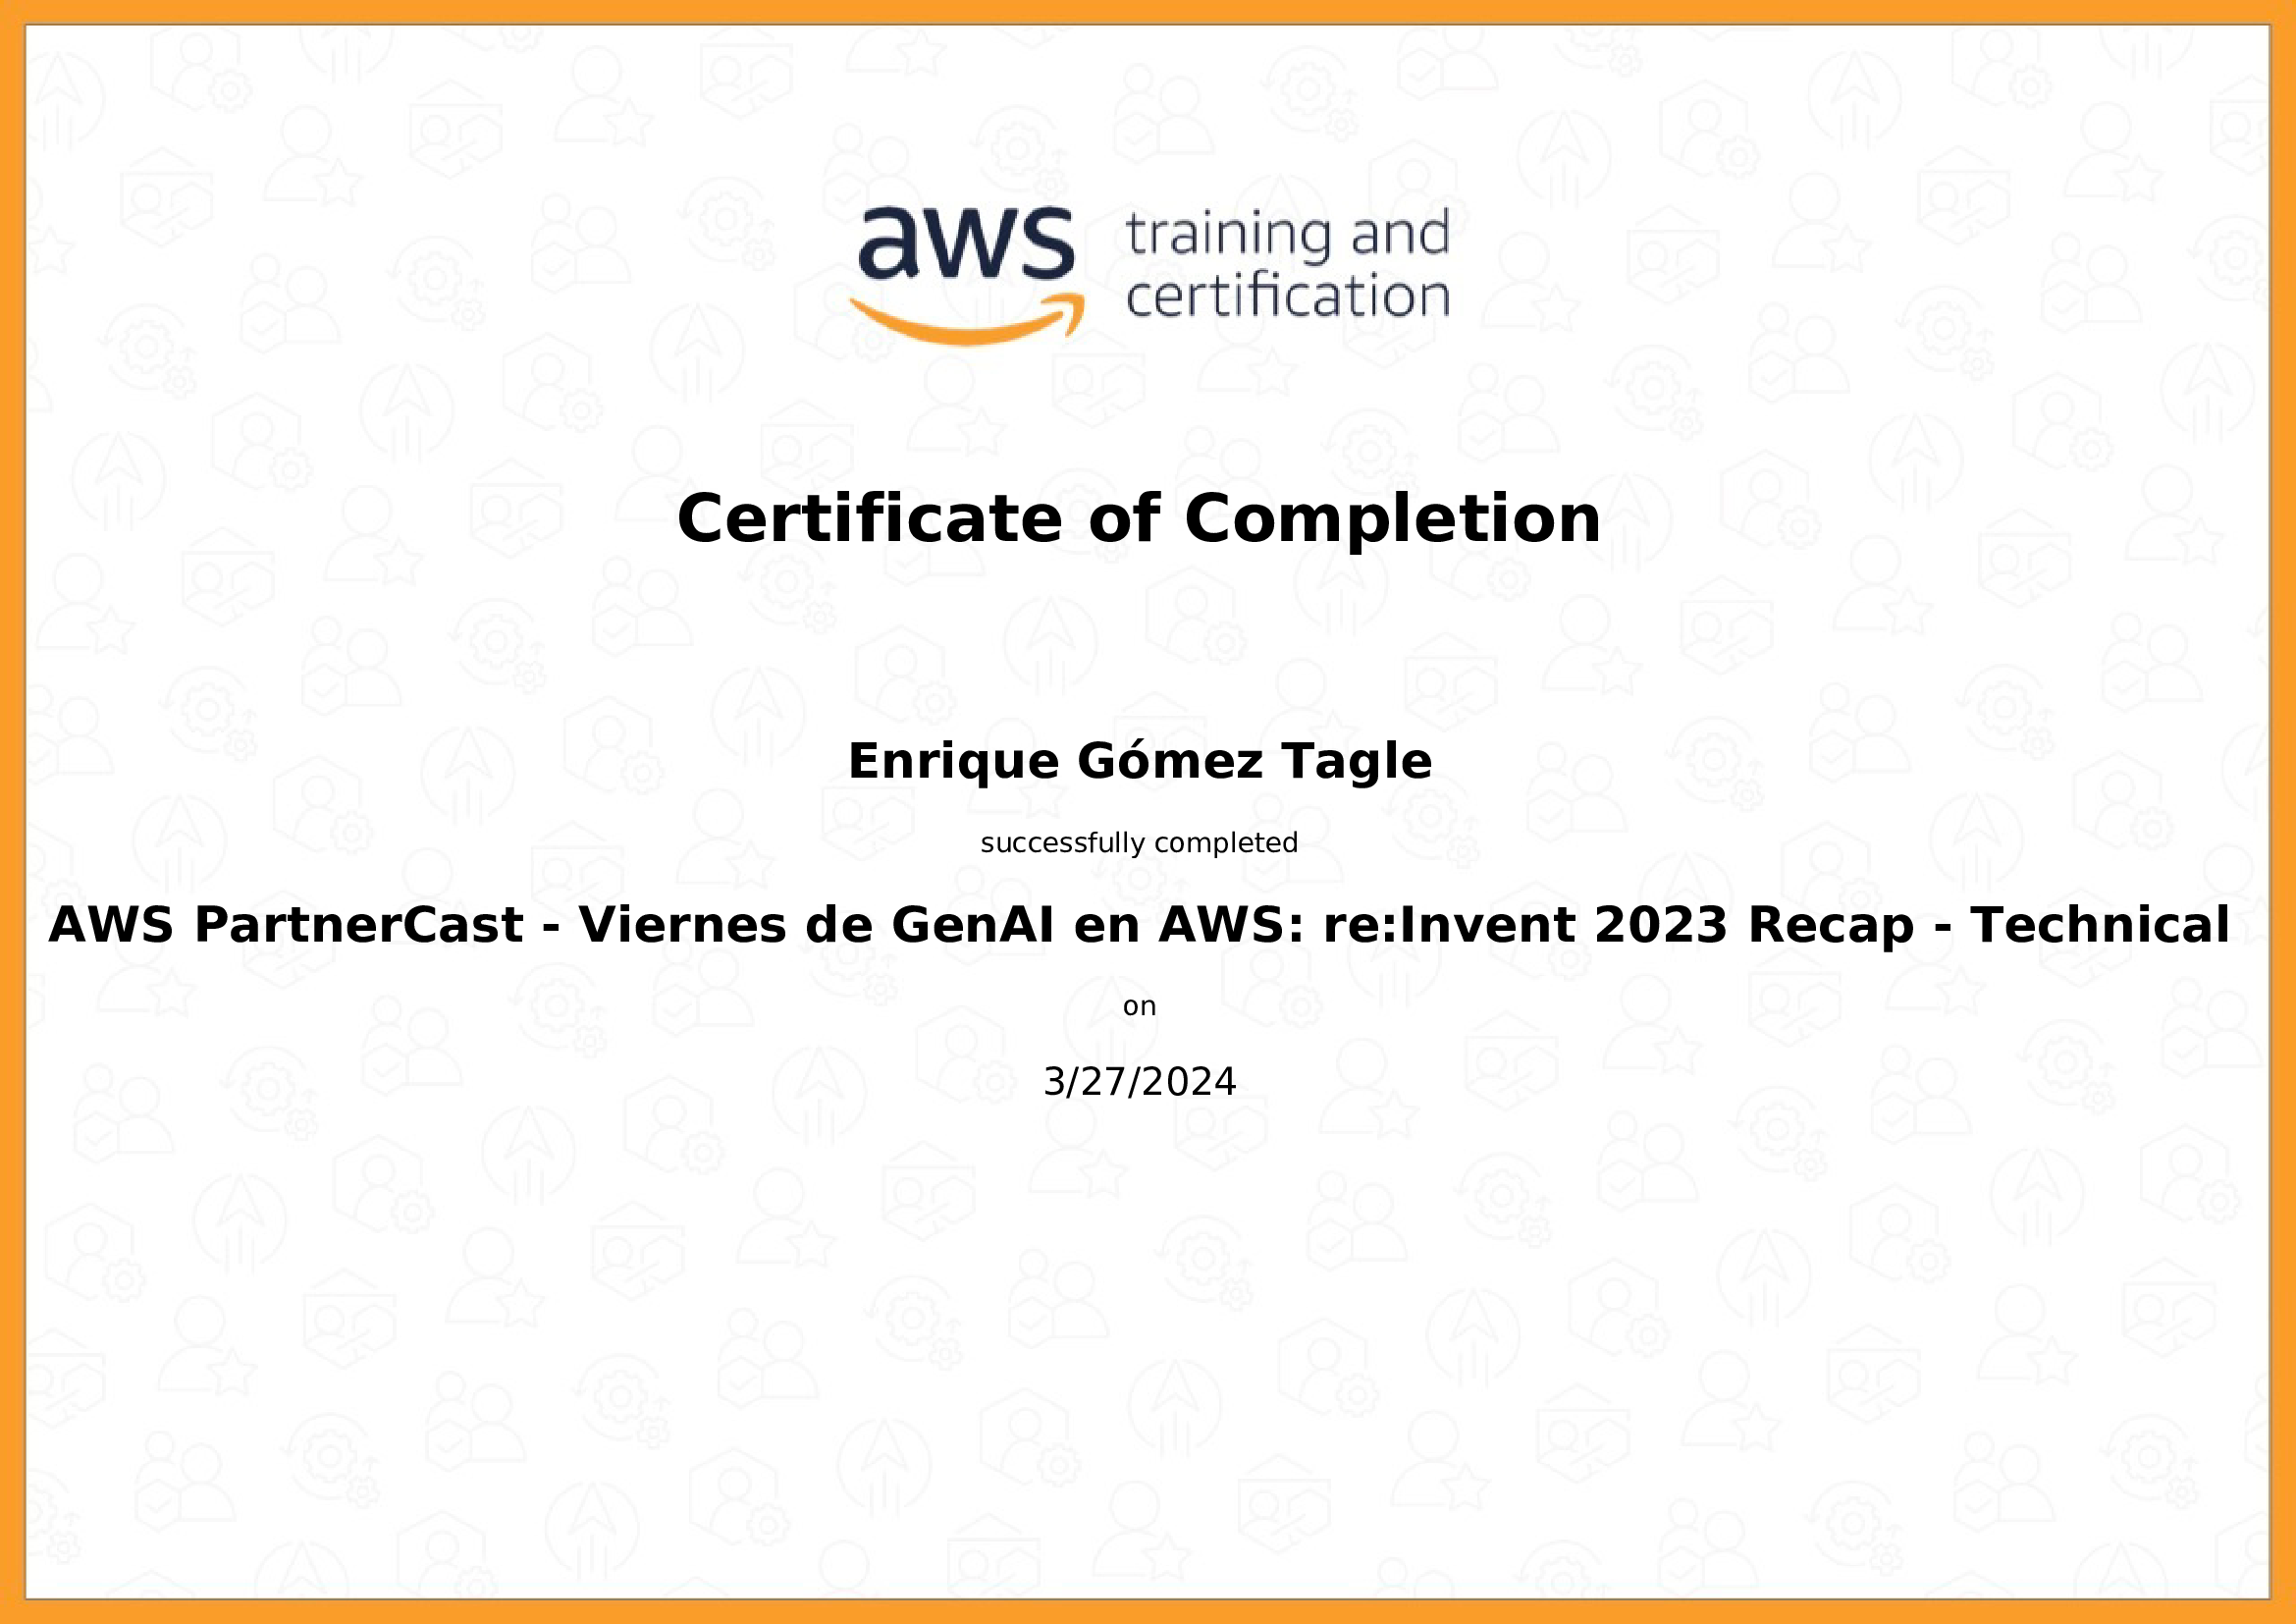 aws training and
certification
Certificate of Completion
Enrique Gómez Tagle
successfully completed
AWS PartnerCast - Viernes de GenAI en AWS: re:Invent 2023 Recap - Technical
on
3/27/2024